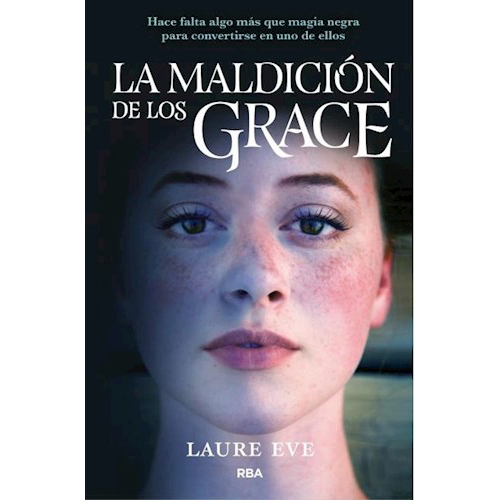 Hace falta algo más que magia negra
para convertirse en uno de ellos
LA MALDICIÓN
DE LOS
GRACE
LAURE EVE
RBA